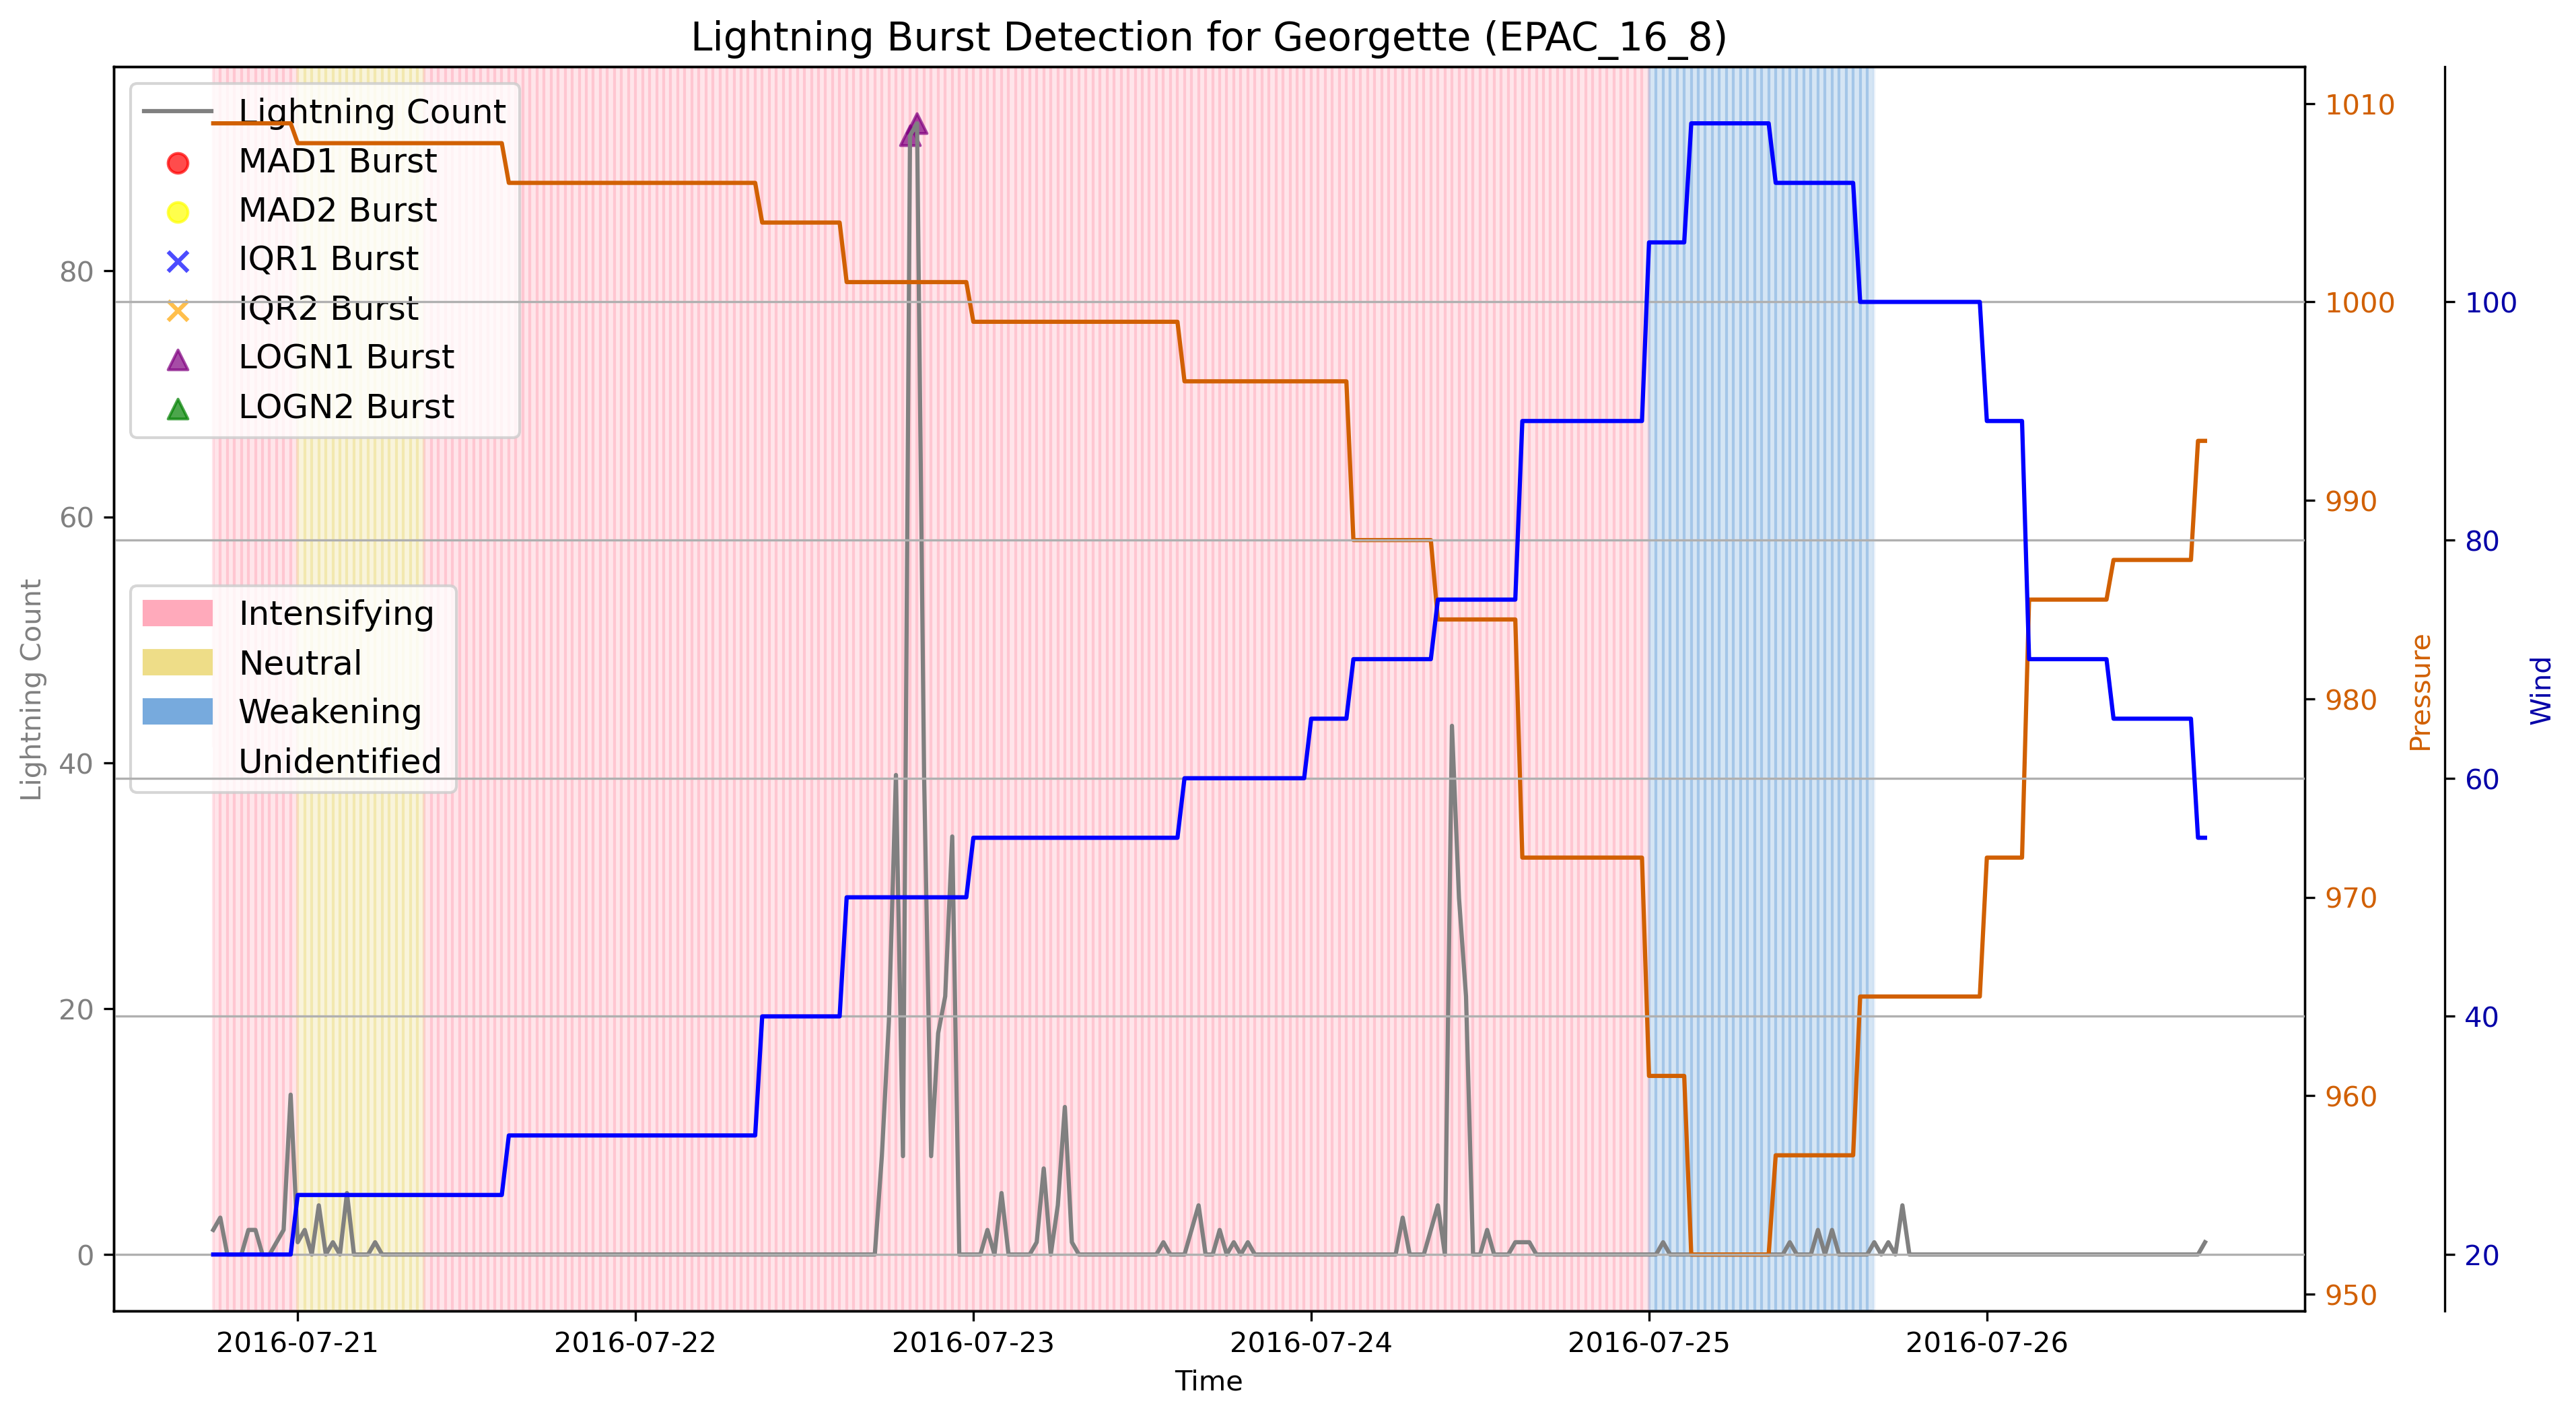 Lightning Burst Detection for Georgette (EPAC_16_8)
Lightning Count
MAD1 Burst
MAD2 Burst
IQR1 Burst
IQR2 Burst
LOGN1 Burst
LOGN2 Burst
Intensifying
Neutral
Weakening
Unidentified
Lightning Count
80
60
40
20
0
1010
1000
990
980
970
960
950
Pressure
100
80
60
40
20
Wind
2016-07-21 2016-07-22 2016-07-23 2016-07-24 2016-07-25 2016-07-26
Time